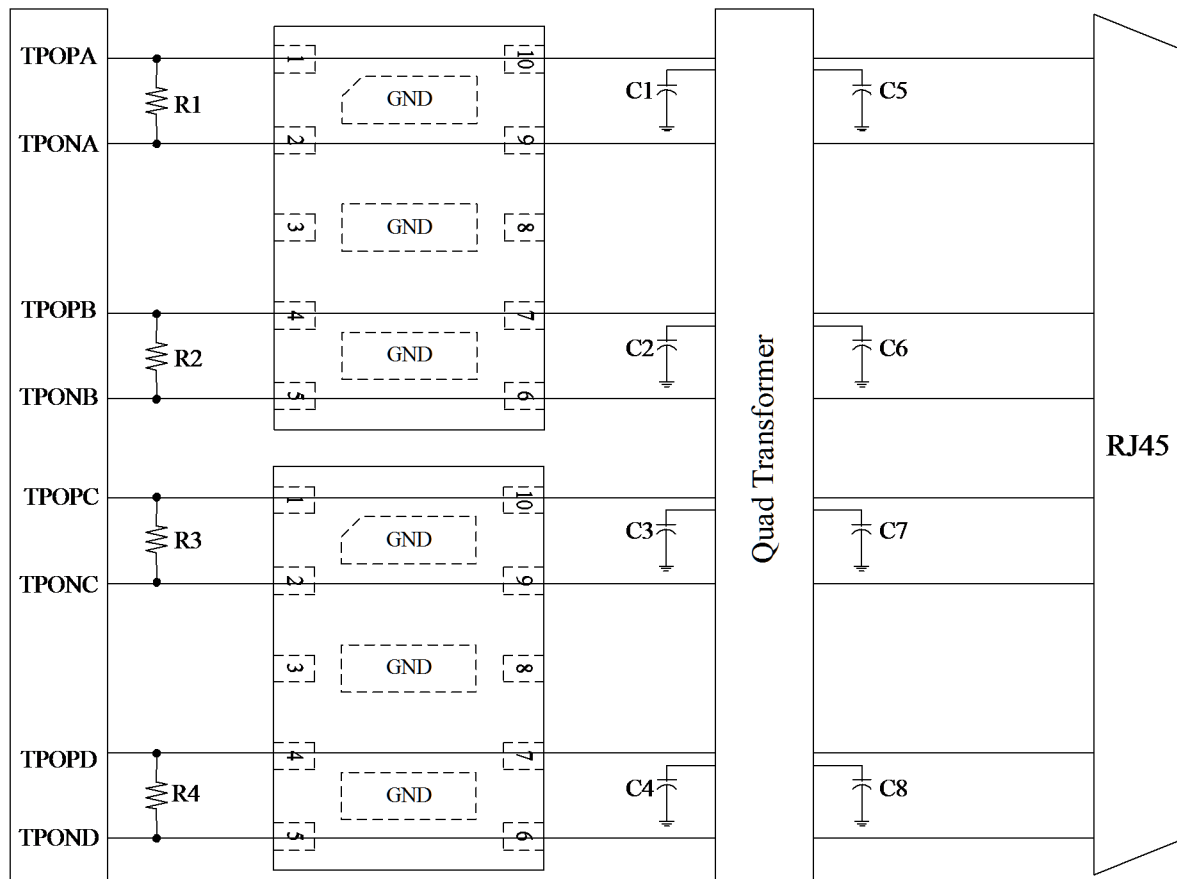 TPOPA
R1
TPONA
1
10
GND
2
9
3
GND
8
TPOPB
R2
TPONB
4
7
GND
5
6
TPOPC
R3
TPONC
1
10
GND
2
9
3
GND
8
TPOPD
R4
TPOND
4
7
GND
5
6
C1
C2
C3
C4
Quad Transformer
C5
C6
C7
C8
RJ45